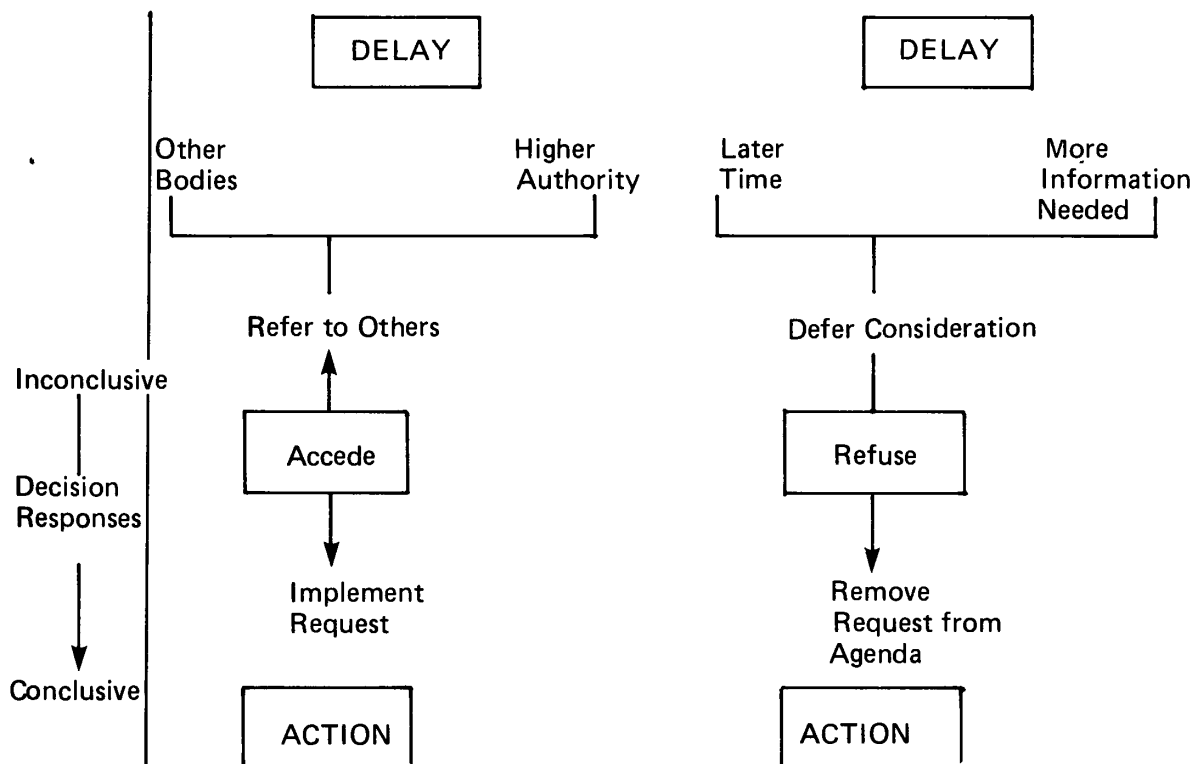 DELAY
DELAY
Other
Bodies
Higher
Authority
Later
Time
More
Information
Needed
Refer to Others
Defer Consideration
Inconclusive
Accede
Refuse
Decision
Responses
Implement
Request
Remove
Request from
Agenda
Conclusive
ACTION
ACTION